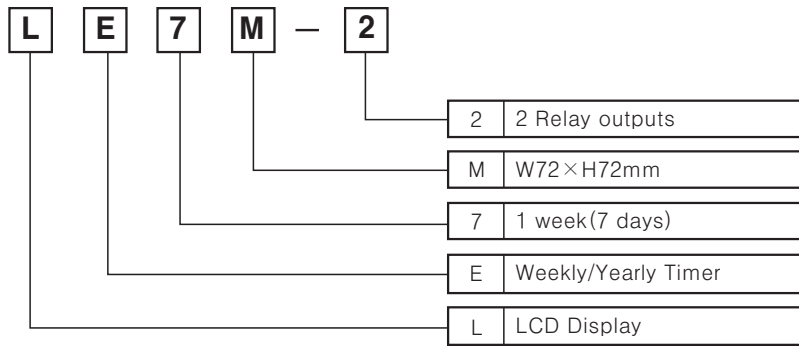 L E 7 M － 2
2 2 Relay outputs
M W72×H72mm
7 1 week(7 days)
E Weekly/Yearly Timer
L LCD Display